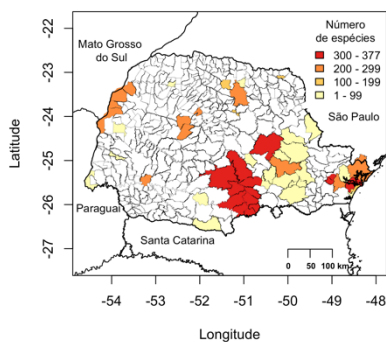 -22
-23
-24
-25
-26
-27
Latitude
Mato Grosso
do Sul
Número
de espécies
300 - 377
200 - 299
100 - 199
1 - 99
São Paulo
Paraguai
Santa Catarina
0 50 100 km
-54 -53 -52 -51 -50 -49 -48
Longitude